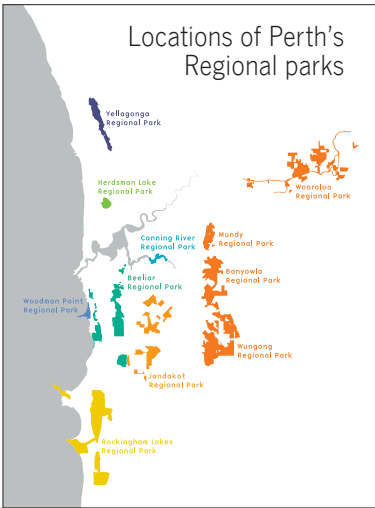 Locations of Perth's
Regional parks
Yellagonga
Regional Park
Herdsman Lake
Regional Park
Wooroloo
Regional Park
Canning River
Regional Park
Mundy
Regional Park
Beeliar
Regional Park
Banyowla
Regional Park
Woodman Point
Regional Park
Wungong
Regional Park
Jandakot
Regional Park
Rockingham Lakes
Regional Park